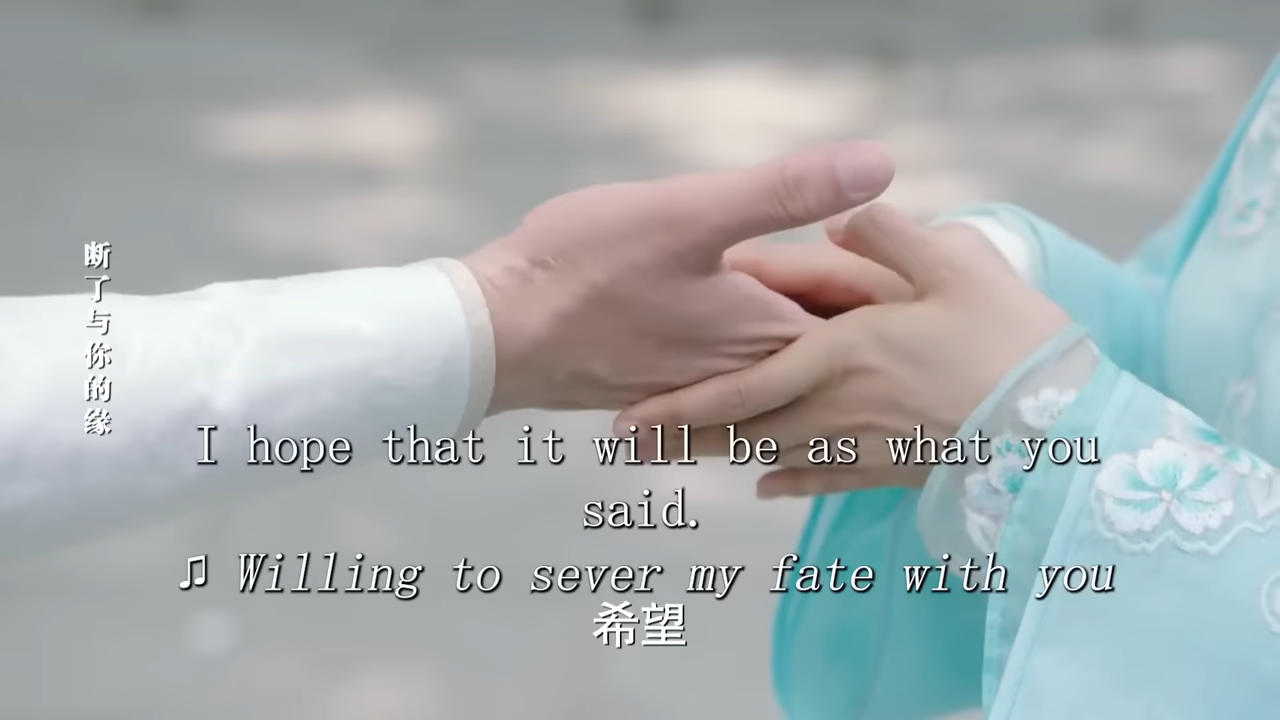 断了与你的缘
I hope that it will be as what you
said.
♫ Willing to sever my fate with you
希望